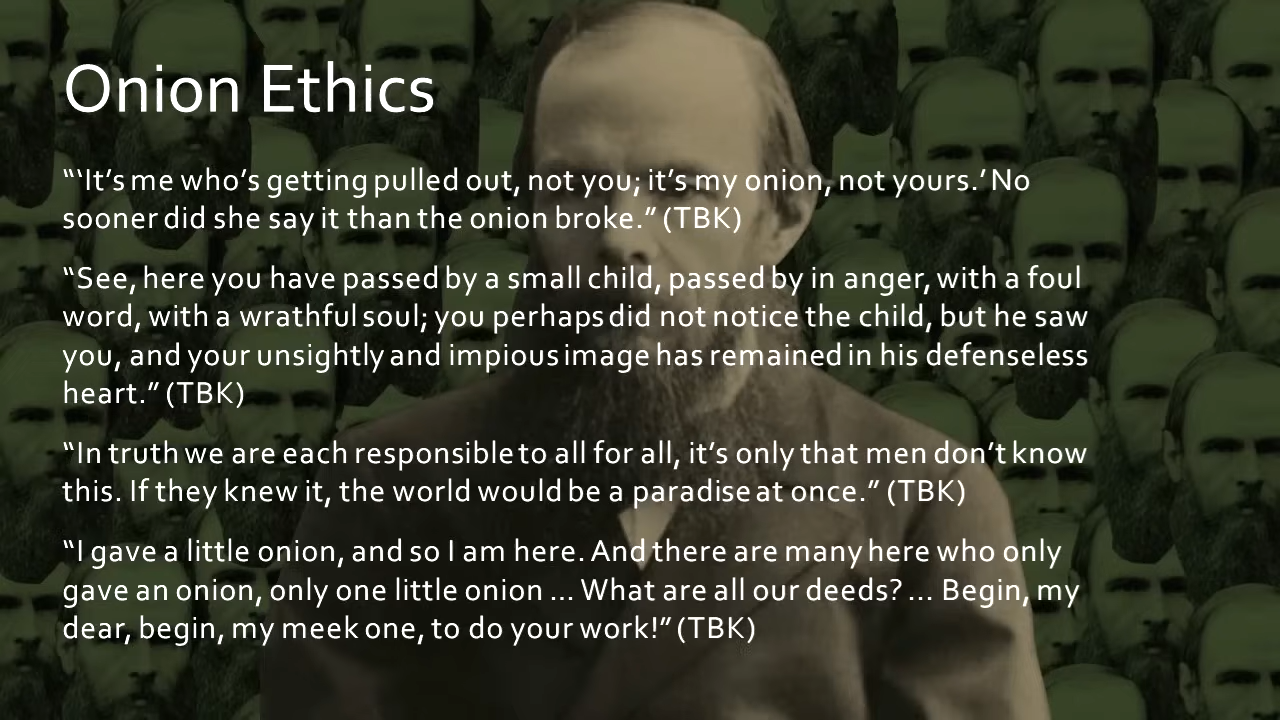 Onion Ethics
“‘It’s me who’s getting pulled out, not you; it’s my onion, not yours.’ No
sooner did she say it than the onion broke.” (TBK)
“See, here you have passed by a small child, passed by in anger, with a foul
word, with a wrathful soul; you perhaps did not notice the child, but he saw
you, and your unsightly and impious image has remained in his defenseless
heart.” (TBK)
“In truth we are each responsible to all for all, it’s only that men don’t know
this. If they knew it, the world would be a paradise at once.” (TBK)
“I gave a little onion, and so I am here. And there are many here who only
gave an onion, only one little onion … What are all our deeds? … Begin, my
dear, begin, my meek one, to do your work!” (TBK)